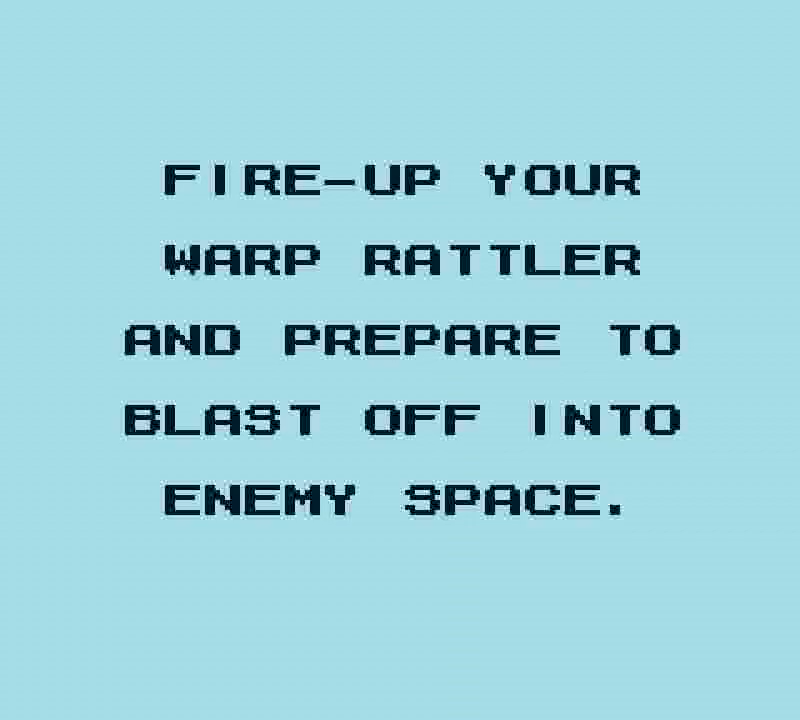 FIRE-UP YOUR
WARP RATTLER
AND PREPARE TO
BLAST OFF INTO
ENEMY SPACE.